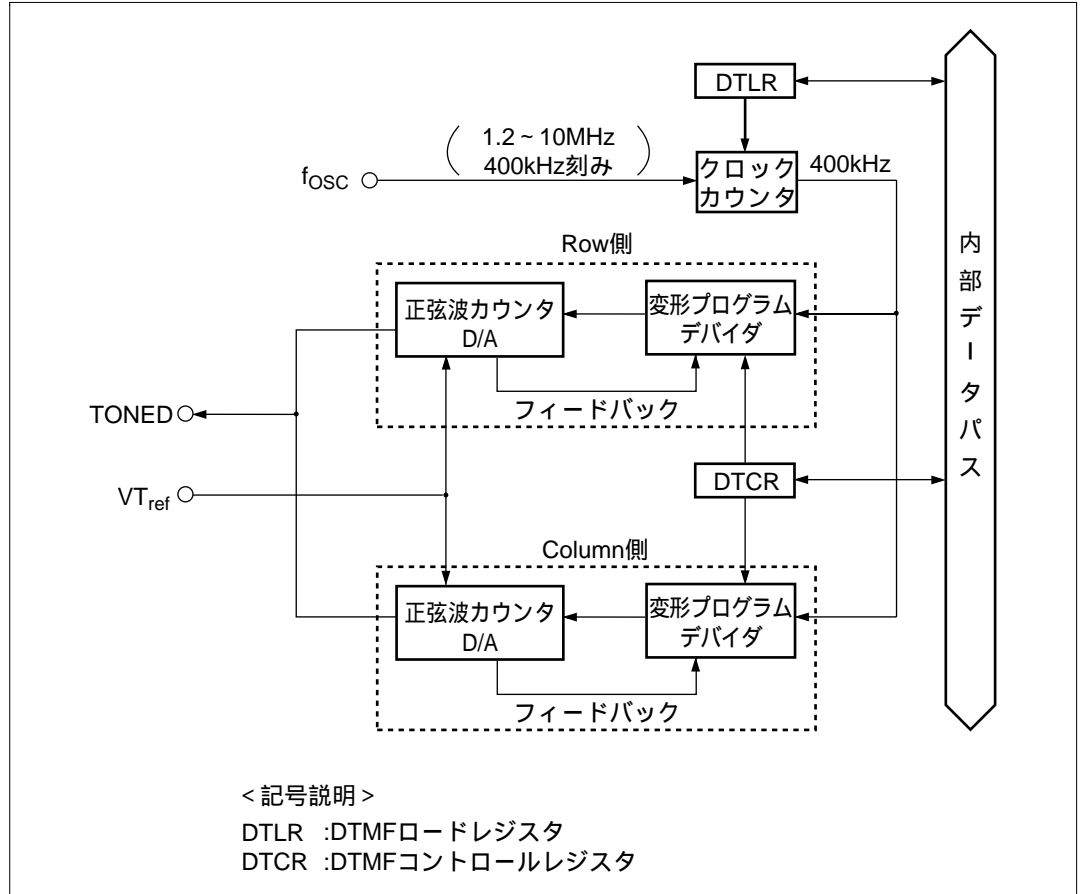 DTLR
1.2～10MHz
400kHz刻み
fOSC
クロック
カウンタ
400kHz
Row側
正弦波カウンタ
D/A
変形プログラム
デバイダ
フィードバック
TONED
VTref
DTCR
Column側
正弦波カウンタ
D/A
変形プログラム
デバイダ
フィードバック
内部データバス
＜記号説明＞
DTLR :DTMFロードレジスタ
DTCR :DTMFコントロールレジスタ